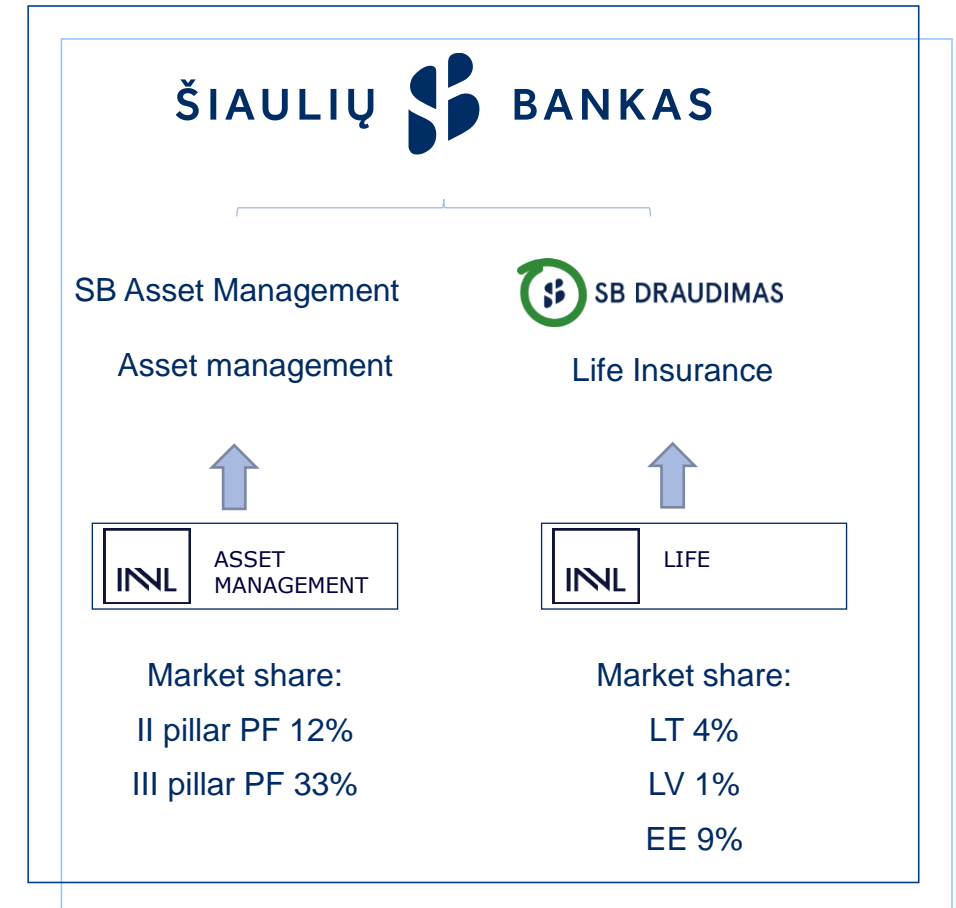 ŠIAULIŲ BANKAS
SB Asset Management
Asset management
SB DRAUDIMAS
Life Insurance
INVL
ASSET
MANAGEMENT
INVL
LIFE
Market share:
II pillar PF 12%
III pillar PF 33%
Market share:
LT 4%
LV 1%
EE 9%